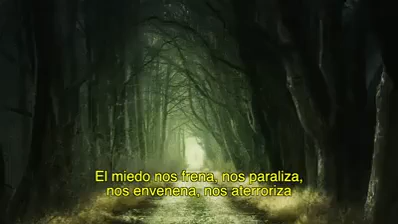 El miedo nos frena, nos paraliza,
nos envenena, nos aterroriza